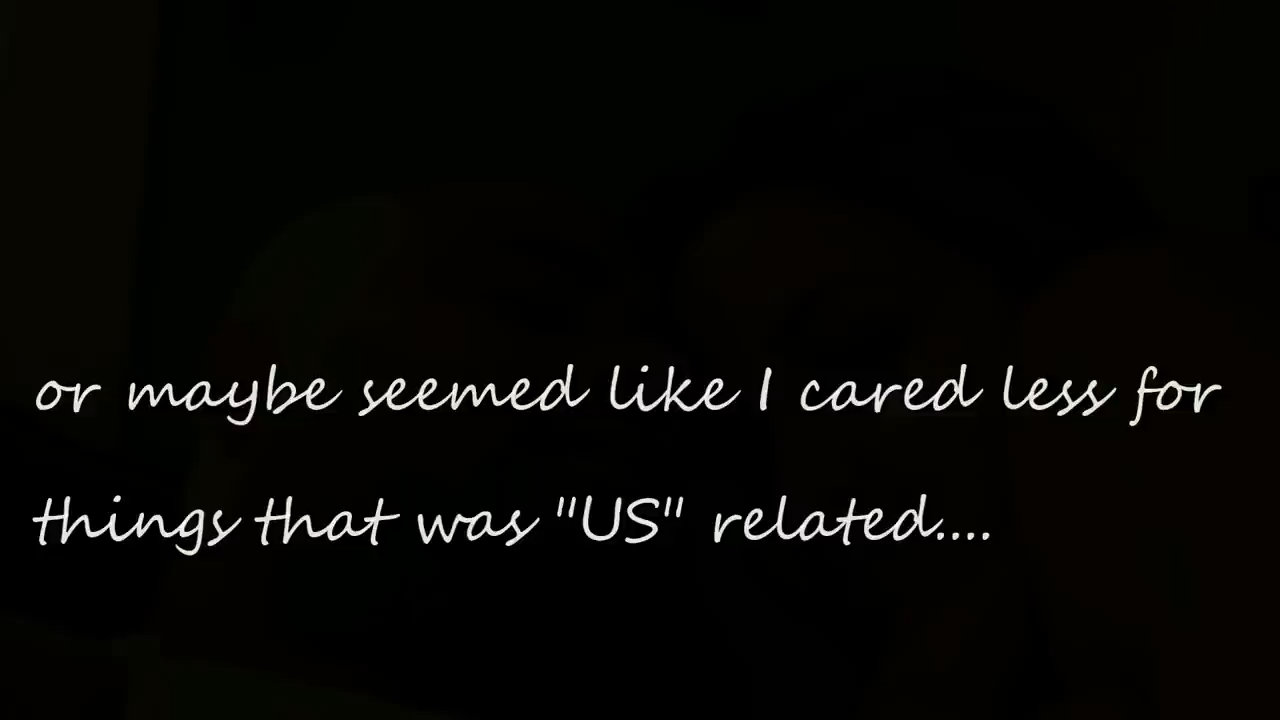 or maybe seemed like I cared less for
things that was "US" related....